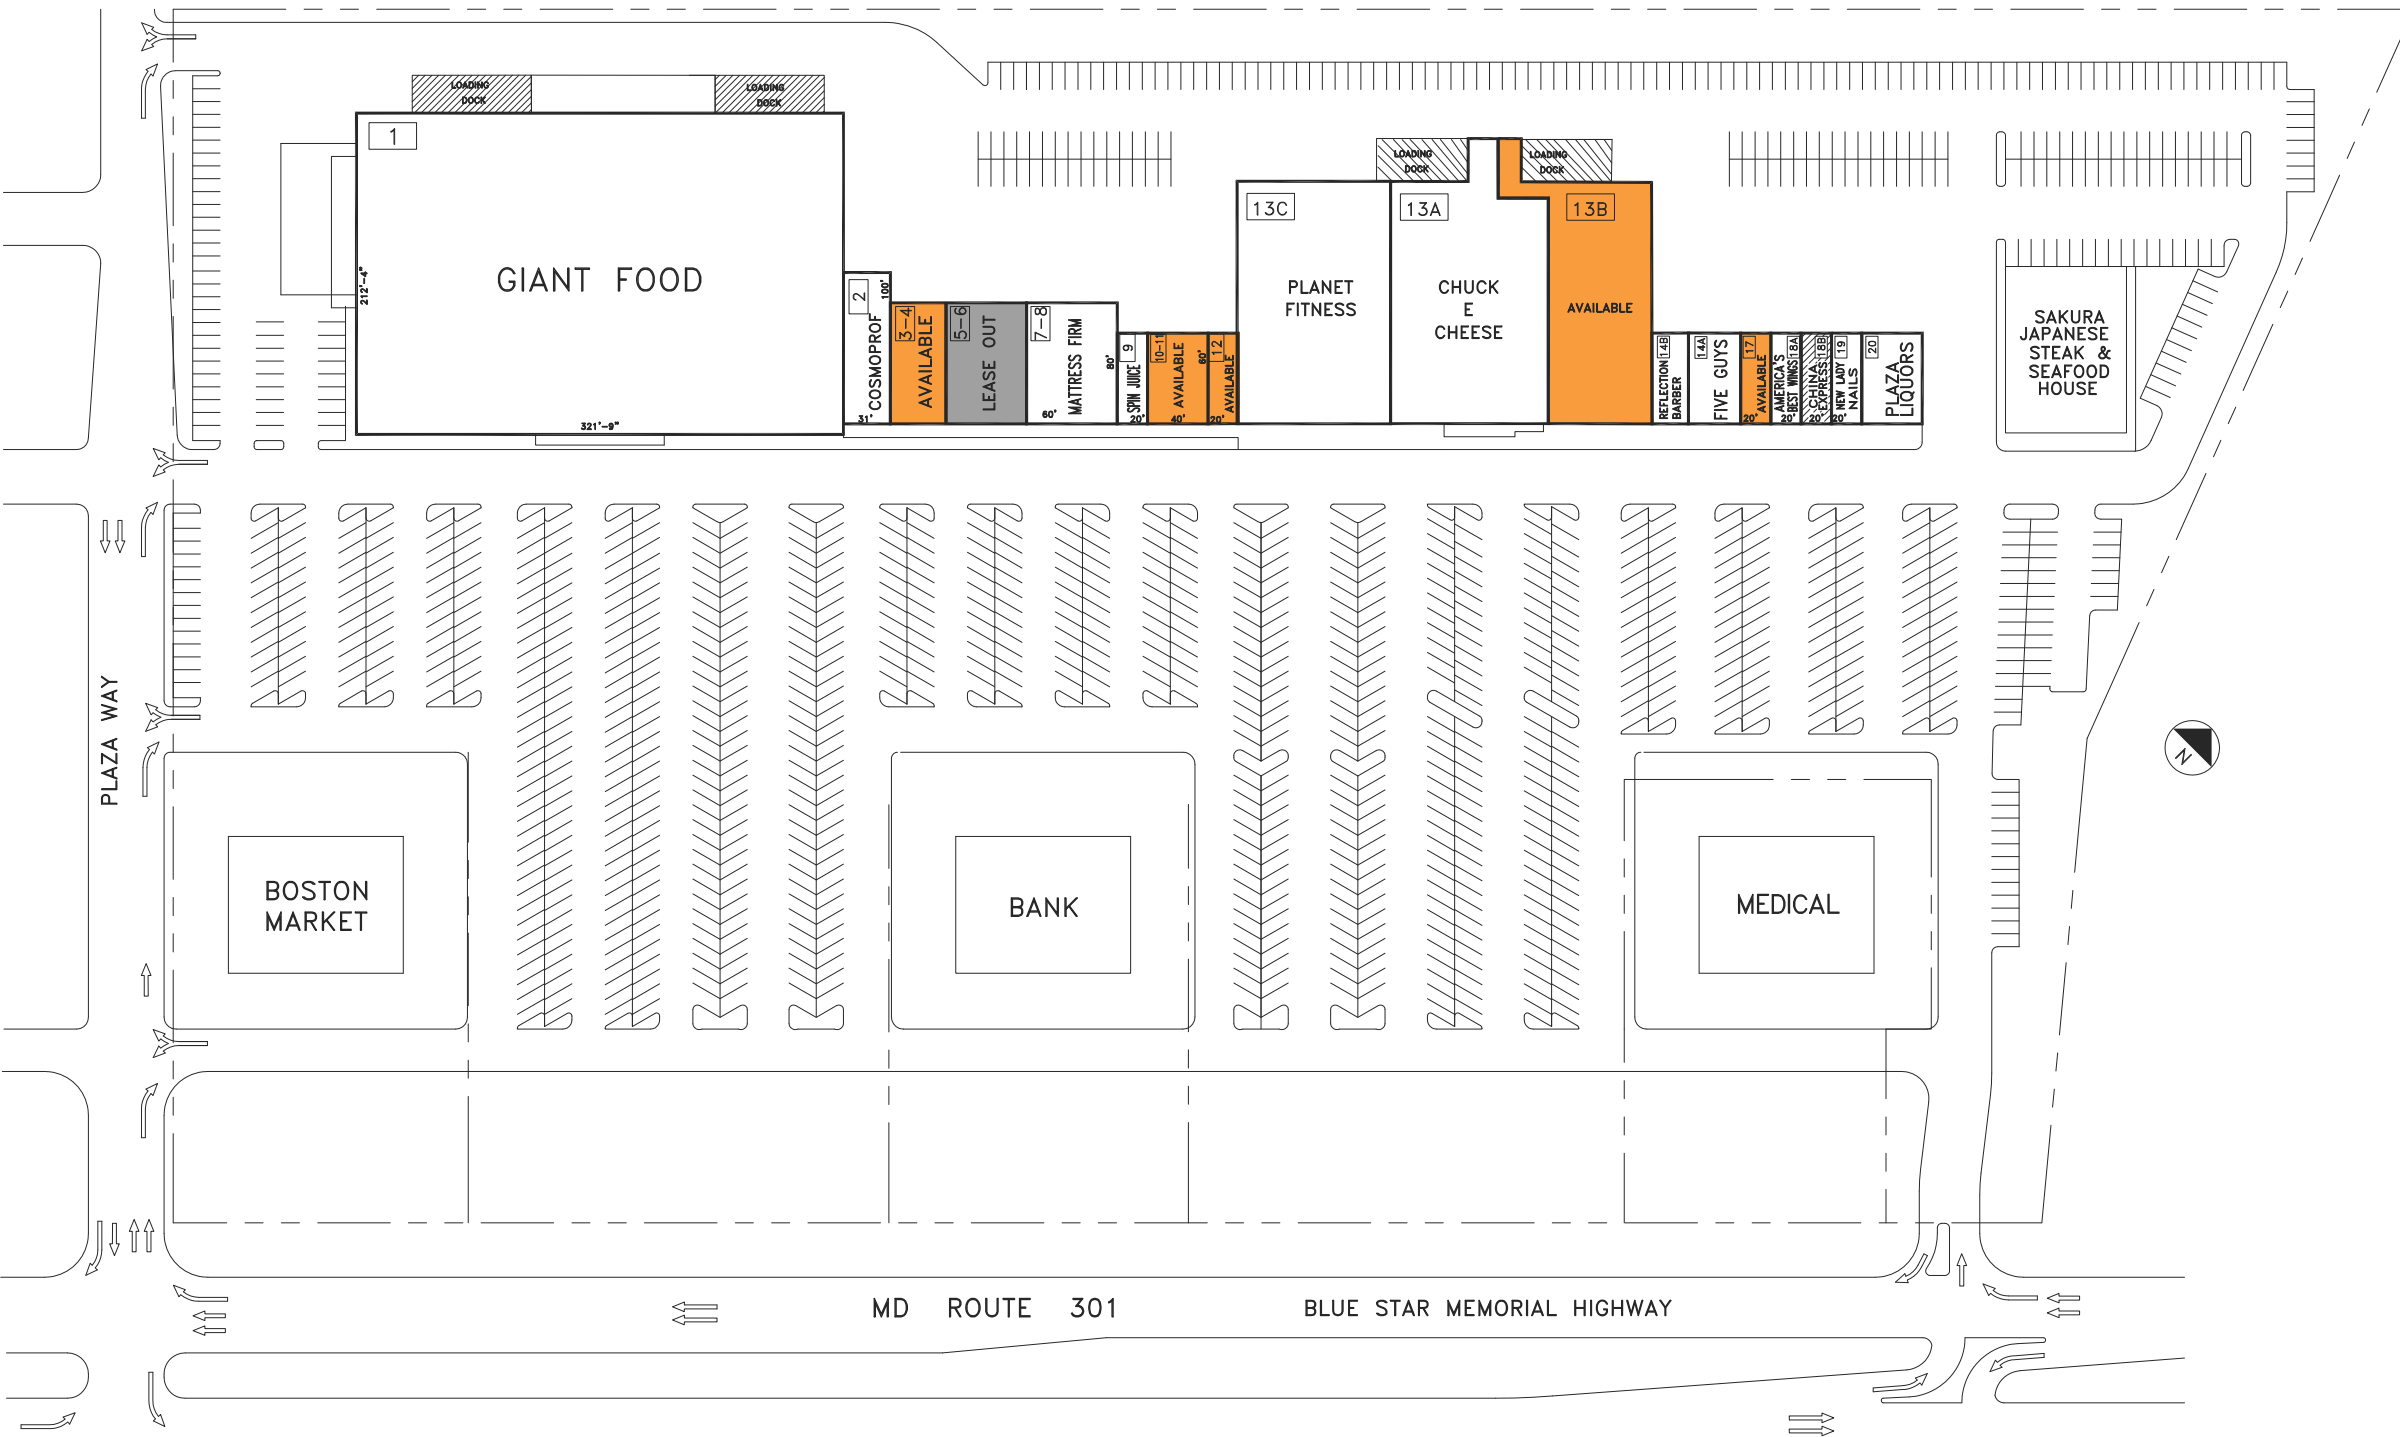 LOADING
DOCK
LOADING
DOCK
1
GIANT FOOD
212'-4"
321'-9"
2
100'
COSMOPROF
31'
3-4
AVAILABLE
5-6
LEASE OUT
7-8
MATTRESS FIRM
60'
80'
9
SPIN JUICE
20'
10-11
AVAILABLE
60'
40'
12
AVAILABLE
20'
13C
PLANET
FITNESS
LOADING
DOCK
13A
CHUCK
E
CHEESE
LOADING
DOCK
13B
AVAILABLE
14B
REFLECTION
BARBER
14A
FIVE GUYS
17
AVAILABLE
20'
18A
AMERICA'S
BEST WINGS
20'
18B
CHINA
EXPRESS
20'
19
NEW LADY
NAILS
20'
20
PLAZA
LIQUORS
SAKURA
JAPANESE
STEAK &
SEAFOOD
HOUSE
PLAZA WAY
N
BOSTON
MARKET
BANK
MEDICAL
MD ROUTE 301
BLUE STAR MEMORIAL HIGHWAY